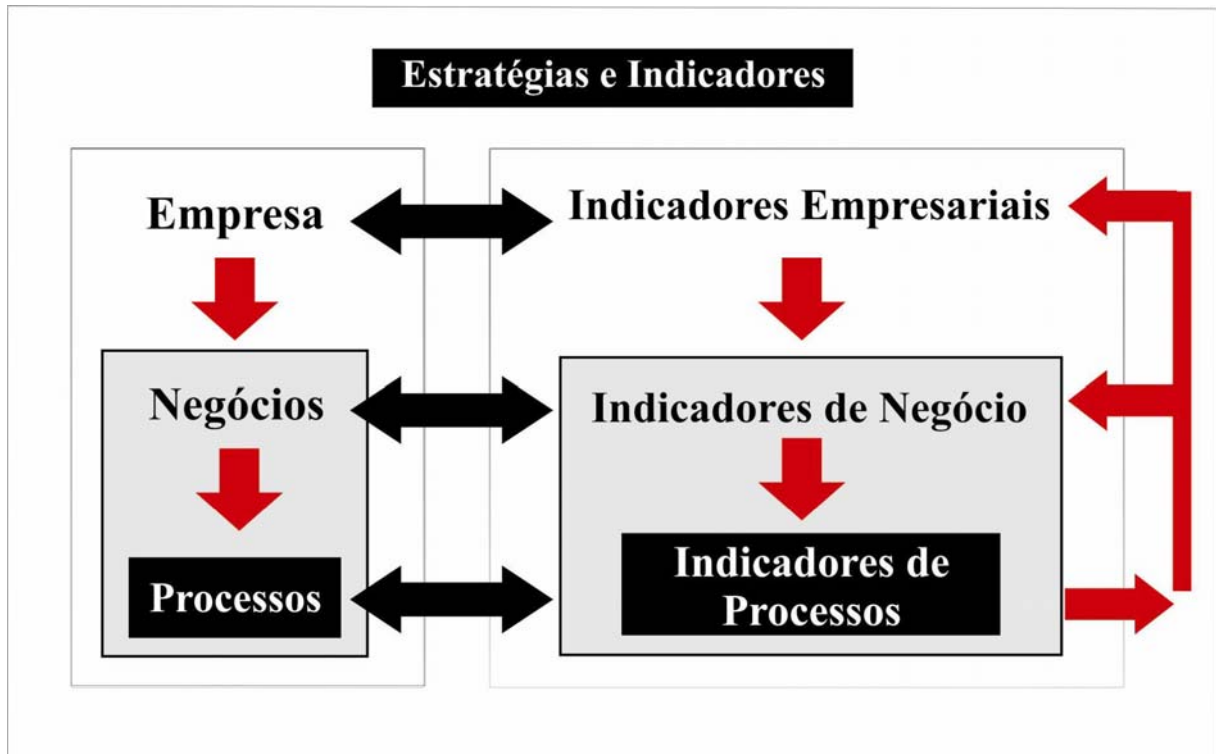 Estratégias e Indicadores
Empresa
Indicadores Empresariais
Negócios
Indicadores de Negócio
Processos
Indicadores de
Processos